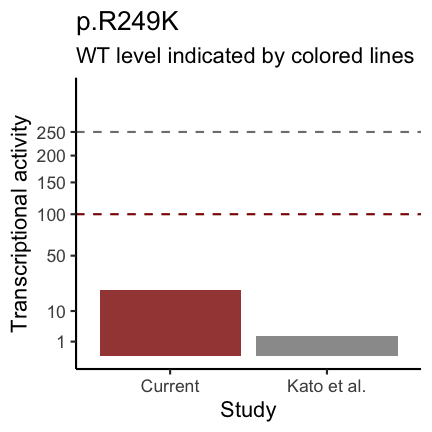 p.R249K
WT level indicated by colored lines
Transcriptional activity
250
200
150
100
50
10
1
Current
Kato et al.
Study